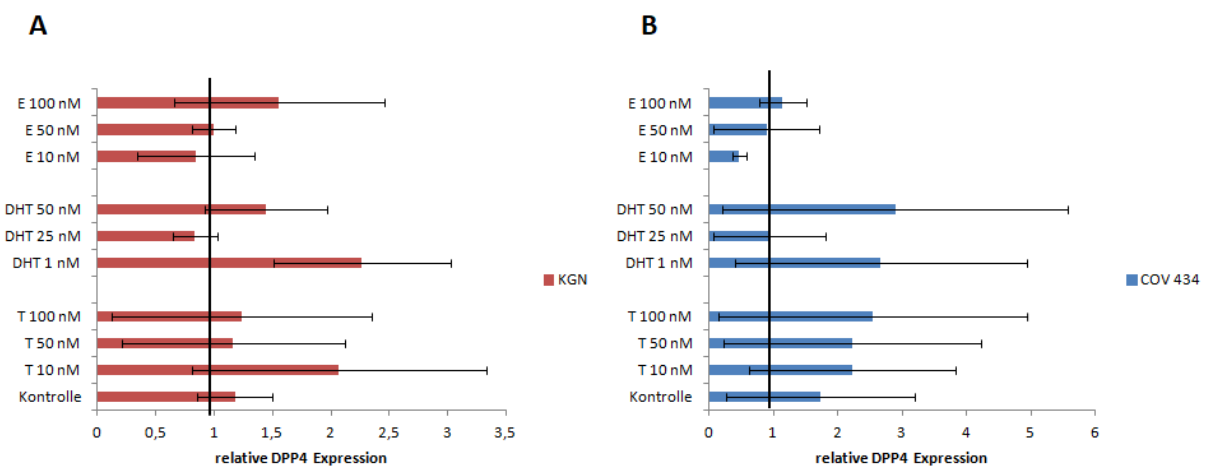 A
E 100 nM
E 50 nM
E 10 nM
DHT 50 nM
DHT 25 nM
DHT 1 nM
T 100 nM
T 50 nM
T 10 nM
Kontrolle
0 0,5 1 1,5 2 2,5 3 3,5
relative DPP4 Expression
KGN
B
E 100 nM
E 50 nM
E 10 nM
DHT 50 nM
DHT 25 nM
DHT 1 nM
T 100 nM
T 50 nM
T 10 nM
Kontrolle
0 1 2 3 4 5 6
relative DPP4 Expression
COV 434